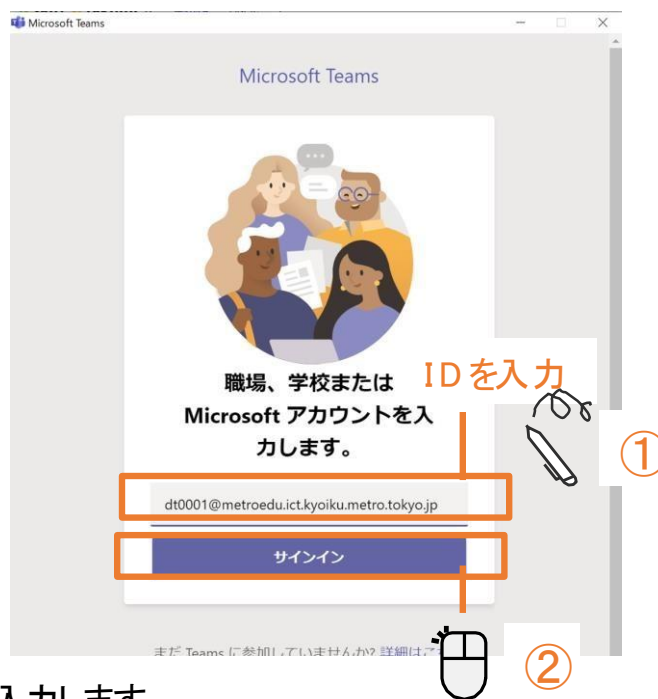 Microsoft Teams
Microsoft Teams
職場、学校または
Microsoft アカウントを入
力します。
IDを入力
①
dt0001@metroedu.ict.kyoiku.metro.tokyo.jp
サインイン
まだ Teams に参加していませんか? 詳細はこ
②
入力します